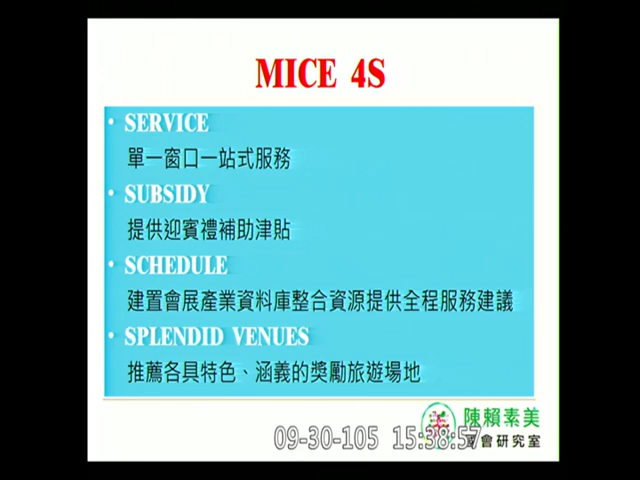 MICE 4S
• SERVICE
單一窗口一站式服務
• SUBSIDY
提供迎賓禮補助津貼
• SCHEDULE
建置會展產業資料庫整合資源提供全程服務建議
• SPLENDID VENUES
推薦各具特色、涵義的獎勵旅遊場地
陳賴素美
國會研究室
09-30-105 15:38:57